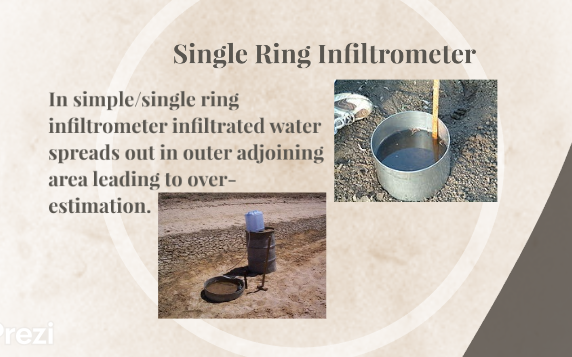 Single Ring Infiltrometer
In simple/single ring
infiltrometer infiltrated water
spreads out in outer adjoining
area leading to over-
estimation.
Prezi